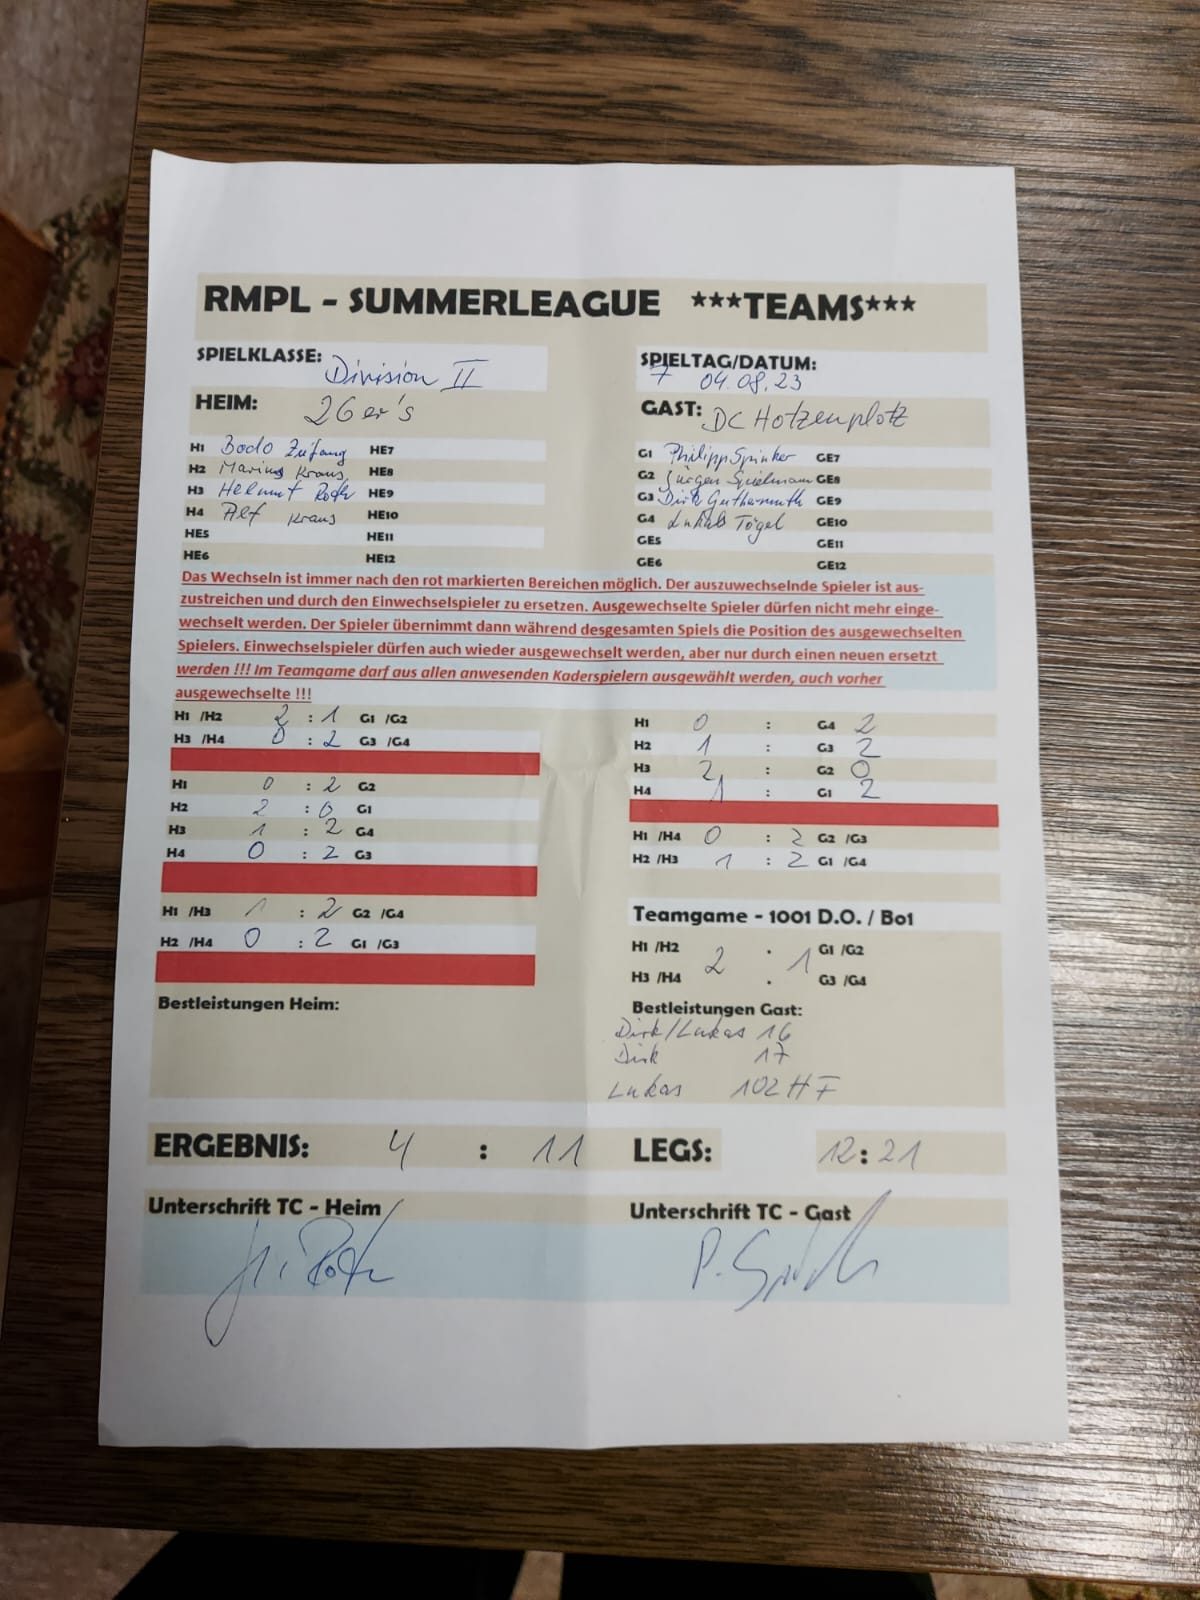 RMPL - SUMMERLEAGUE ***TEAMS***
SPIELKLASSE: Division II
SPIELTAG/DATUM: 7 04.08.23
HEIM: 26er's
GAST: DC Hotzenplotz
H1 Bodo Zufang HE7
H2 Marius Kraus HE8
H3 Helmut Roth HE9
H4 Alf Kraus HE10
HE5 HE11
HE6 HE12
G1 Philipp Spinker GE7
G2 Jürgen Spielmann GE8
G3 Dirk Guthermuth GE9
G4 Lukas Tögel GE10
GE5 GE11
GE6 GE12
Das Wechseln ist immer nach den rot markierten Bereichen möglich. Der auszuwechselnde Spieler ist aus-
zustreichen und durch den Einwechselspieler zu ersetzen. Ausgewechselte Spieler dürfen nicht mehr einge-
wechselt werden. Der Spieler übernimmt dann während desgesamten Spiels die Position des ausgewechselten
Spielers. Einwechselspieler dürfen auch wieder ausgewechselt werden, aber nur durch einen neuen ersetzt
werden !!! Im Teamgame darf aus allen anwesenden Kaderspielern ausgewählt werden, auch vorher
ausgewechselte !!!
H1 /H2 2 : 1 G1 /G2
H3 /H4 0 : 2 G3 /G4
H1 0 : 2 G2
H2 2 : 0 G1
H3 1 : 2 G4
H4 0 : 2 G3
H1 /H3 1 : 2 G2 /G4
H2 /H4 0 : 2 G1 /G3
Bestleistungen Heim:
H1 0 : G4 2
H2 1 : G3 2
H3 2 : G2 0
H4 1 : G1 2
H1 /H4 0 : 2 G2 /G3
H2 /H3 1 : 2 G1 /G4
Teamgame - 1001 D.O. / Bo1
H1 /H2 2 . 1 G1 /G2
H3 /H4 . G3 /G4
Bestleistungen Gast:
Dirk/Lukas 16
Dirk 17
Lukas 102 HF
ERGEBNIS: 4 : 11 LEGS: 12:21
Unterschrift TC - Heim
Unterschrift TC - Gast
H. Roth